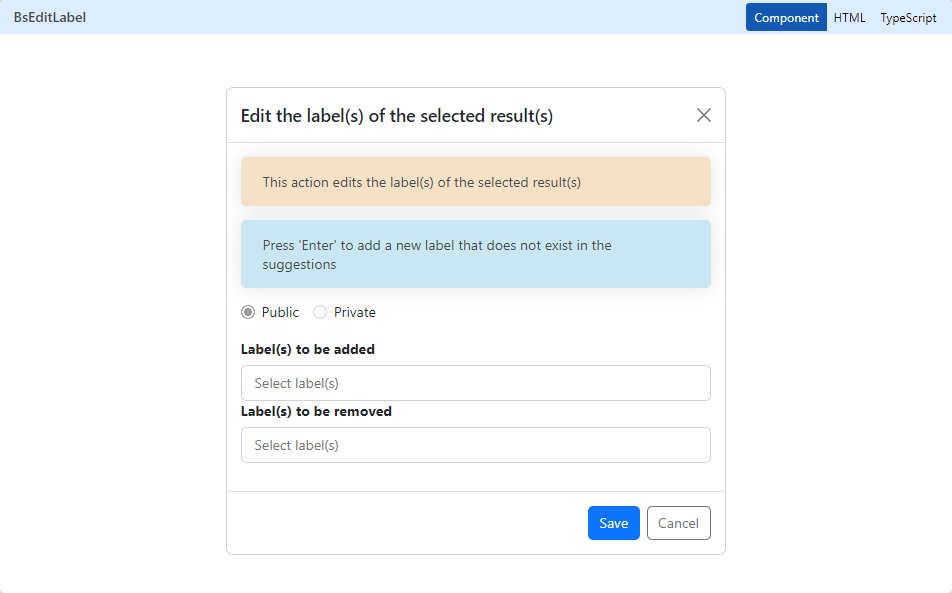 BsEditLabel
Component HTML TypeScript
Edit the label(s) of the selected result(s)
This action edits the label(s) of the selected result(s)
Press 'Enter' to add a new label that does not exist in the
suggestions
Public Private
Label(s) to be added
Select label(s)
Label(s) to be removed
Select label(s)
Save Cancel